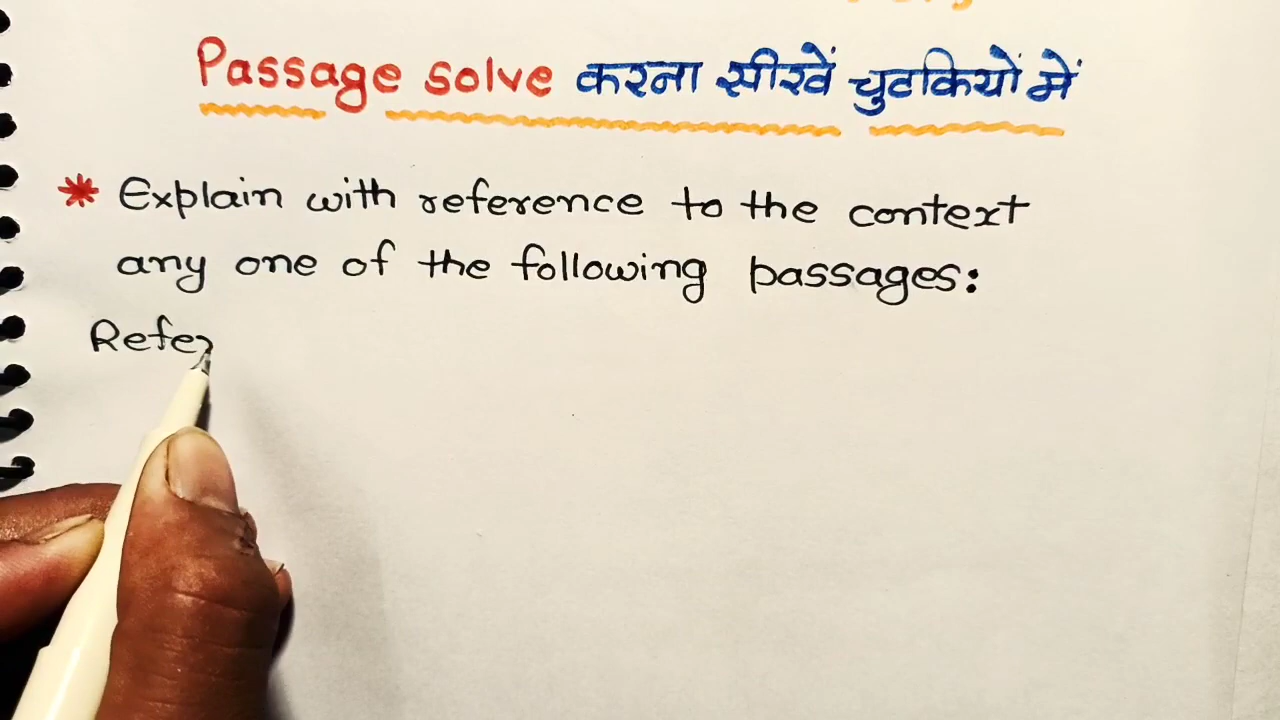 Passage solve करना सीखें चुटकियों में
* Explain with reference to the context
any one of the following passages:
Refer